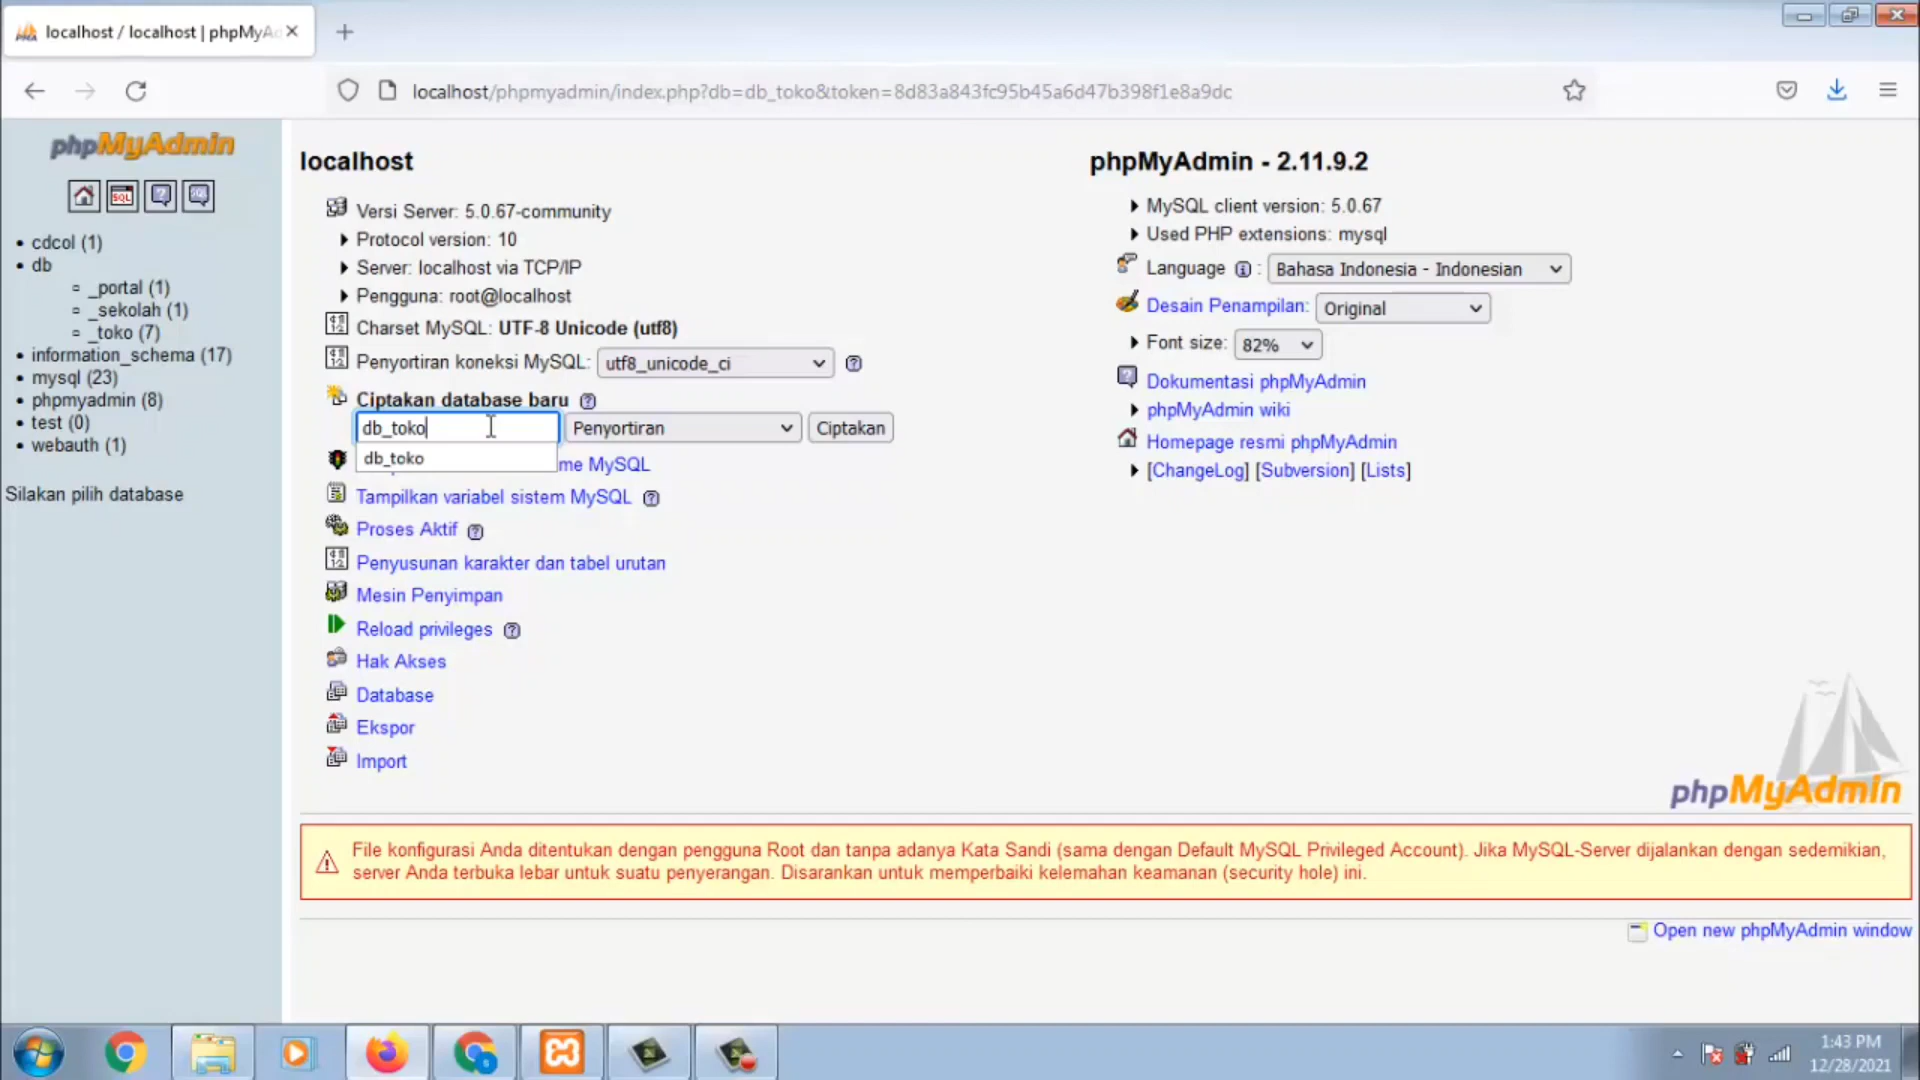 localhost / localhost | phpMyAd
localhost/phpmyadmin/index.php?db=db_toko&token=8d83a843fc95b45a6d47b398f1e8a9dc
phpMyAdmin
SQL
cdcol (1)
db
_portal (1)
_sekolah (1)
_toko (7)
information_schema (17)
mysql (23)
phpmyadmin (8)
test (0)
webauth (1)
Silakan pilih database
localhost
Versi Server: 5.0.67-community
Protocol version: 10
Server: localhost via TCP/IP
Pengguna: root@localhost
Charset MySQL: UTF-8 Unicode (utf8)
Penyortiran koneksi MySQL: utf8_unicode_ci
Ciptakan database baru
db_toko Penyortiran Ciptakan
db_toko
me MySQL
Tampilkan variabel sistem MySQL
Proses Aktif
Penyusunan karakter dan tabel urutan
Mesin Penyimpan
Reload privileges
Hak Akses
Database
Ekspor
Import
phpMyAdmin - 2.11.9.2
MySQL client version: 5.0.67
Used PHP extensions: mysql
Language : Bahasa Indonesia - Indonesian
Desain Penampilan: Original
Font size: 82%
Dokumentasi phpMyAdmin
phpMyAdmin wiki
Homepage resmi phpMyAdmin
[ChangeLog] [Subversion] [Lists]
phpMyAdmin
File konfigurasi Anda ditentukan dengan pengguna Root dan tanpa adanya Kata Sandi (sama dengan Default MySQL Privileged Account). Jika MySQL-Server dijalankan dengan sedemikian,
server Anda terbuka lebar untuk suatu penyerangan. Disarankan untuk memperbaiki kelemahan keamanan (security hole) ini.
Open new phpMyAdmin window
1:43 PM
12/28/2021